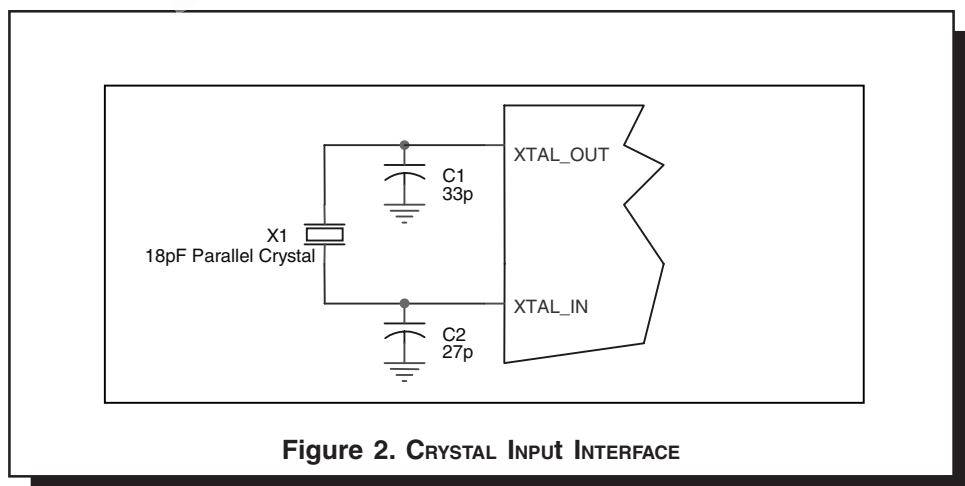 XTAL_OUT
C1
33p
X1
18pF Parallel Crystal
XTAL_IN
C2
27p
Figure 2. CRYSTAL INPUt INTERFACE